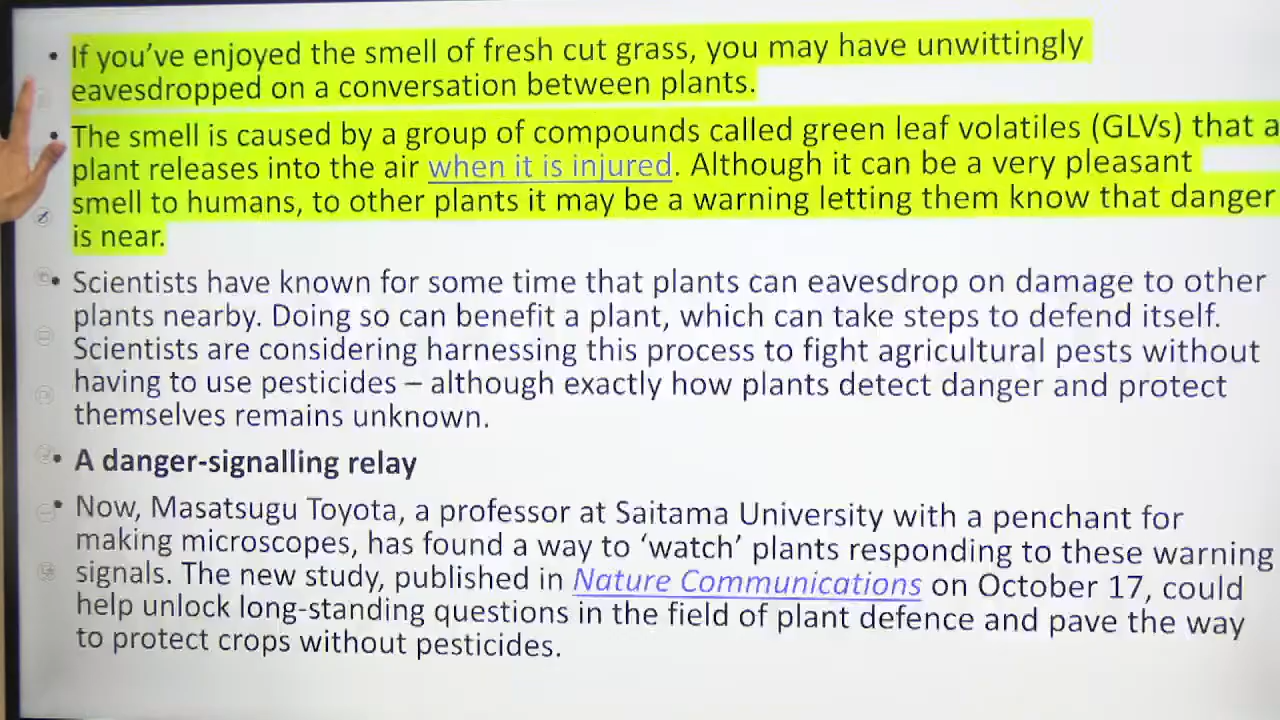 • If you've enjoyed the smell of fresh cut grass, you may have unwittingly
eavesdropped on a conversation between plants.
• The smell is caused by a group of compounds called green leaf volatiles (GLVs) that a
plant releases into the air when it is injured. Although it can be a very pleasant
smell to humans, to other plants it may be a warning letting them know that danger
is near.
• Scientists have known for some time that plants can eavesdrop on damage to other
plants nearby. Doing so can benefit a plant, which can take steps to defend itself.
Scientists are considering harnessing this process to fight agricultural pests without
having to use pesticides – although exactly how plants detect danger and protect
themselves remains unknown.
• A danger-signalling relay
• Now, Masatsugu Toyota, a professor at Saitama University with a penchant for
making microscopes, has found a way to ‘watch’ plants responding to these warning
signals. The new study, published in Nature Communications on October 17, could
help unlock long-standing questions in the field of plant defence and pave the way
to protect crops without pesticides.